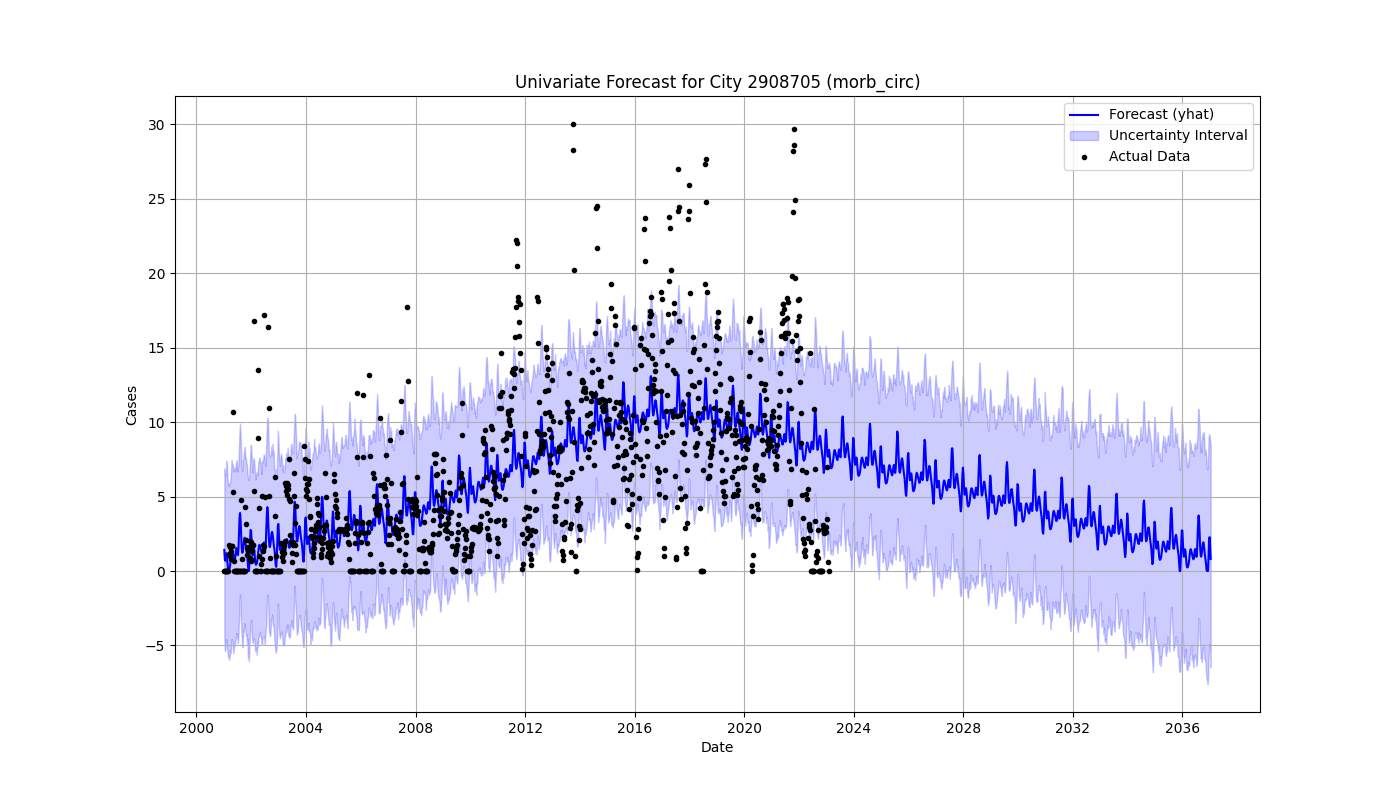 Univariate Forecast for City 2908705 (morb_circ)
Forecast (yhat)
Uncertainty Interval
Actual Data
30
25
20
15
10
5
0
−5
Cases
2000 2004 2008 2012 2016 2020 2024 2028 2032 2036
Date